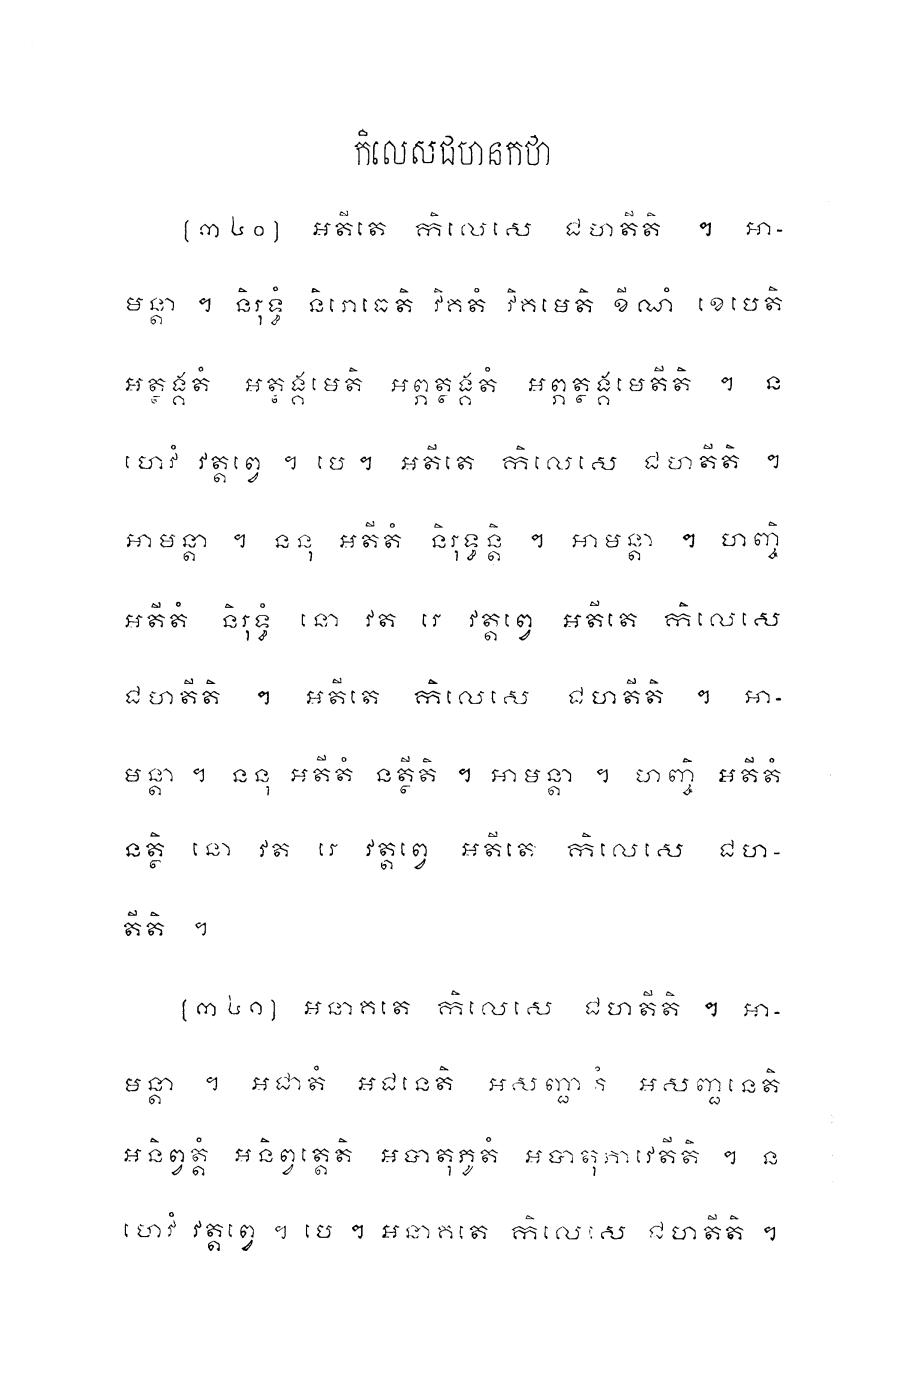 កិលេសជហនកថា
(៣៤០) អតីតេ កិលេសេ ជហតីតិ ។ អា-
មន្តា ។ និរុទ្ធំ និរោធេតិ វិគតំ វិគមេតិ ខីណំ ខេបេតិ
អត្ថង្គតំ អត្ថង្គមេតិ អព្ភត្ថង្គតំ អព្ភត្ថង្គមេតីតិ ។ ន
ហេវំ វត្តព្វេ ។ បេ។ អតីតេ កិលេសេ ជហតីតិ ។
អាមន្តា ។ ននុ អតីតំ និរុទ្ធន្តិ ។ អាមន្តា ។ ហញ្ចិ
អតីតំ និរុទ្ធំ នោ វត រេ វត្តព្វេ អតីតេ កិលេសេ
ជហតីតិ ។ អតីតេ កិលេសេ ជហតីតិ ។ អា-
មន្តា ។ ននុ អតីតំ នត្ថីតិ ។ អាមន្តា ។ ហញ្ចិ អតីតំ
នត្ថិ នោ វត រេ វត្តព្វេ អតីតេ កិលេសេ ជហ-
តីតិ ។
(៣៤១) អនាគតេ កិលេសេ ជហតីតិ ។ អា-
មន្តា ។ អជាតំ អជនេតិ អសញ្ជាតំ អសញ្ជនេតិ
អនិព្វត្តំ អនិព្វត្តេតិ អបាតុភូតំ អបាតុភាវេតីតិ ។ ន
ហេវំ វត្តព្វេ ។ បេ ។ អនាគតេ កិលេសេ ជហតីតិ ។